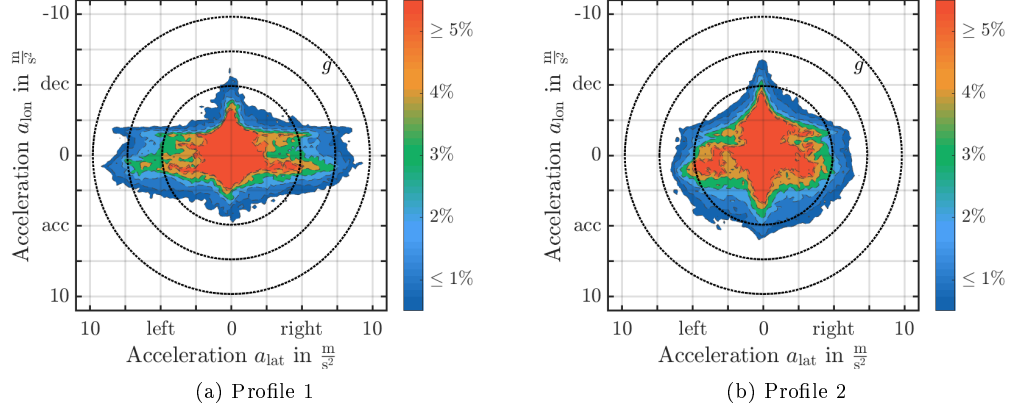 -10
dec
0
acc
10
Acceleration a_lon in m/s²
g
10 left 0 right 10
Acceleration a_lat in m/s²
≥ 5%
4%
3%
2%
≤ 1%
(a) Profile 1
-10
dec
0
acc
10
Acceleration a_lon in m/s²
g
10 left 0 right 10
Acceleration a_lat in m/s²
≥ 5%
4%
3%
2%
≤ 1%
(b) Profile 2